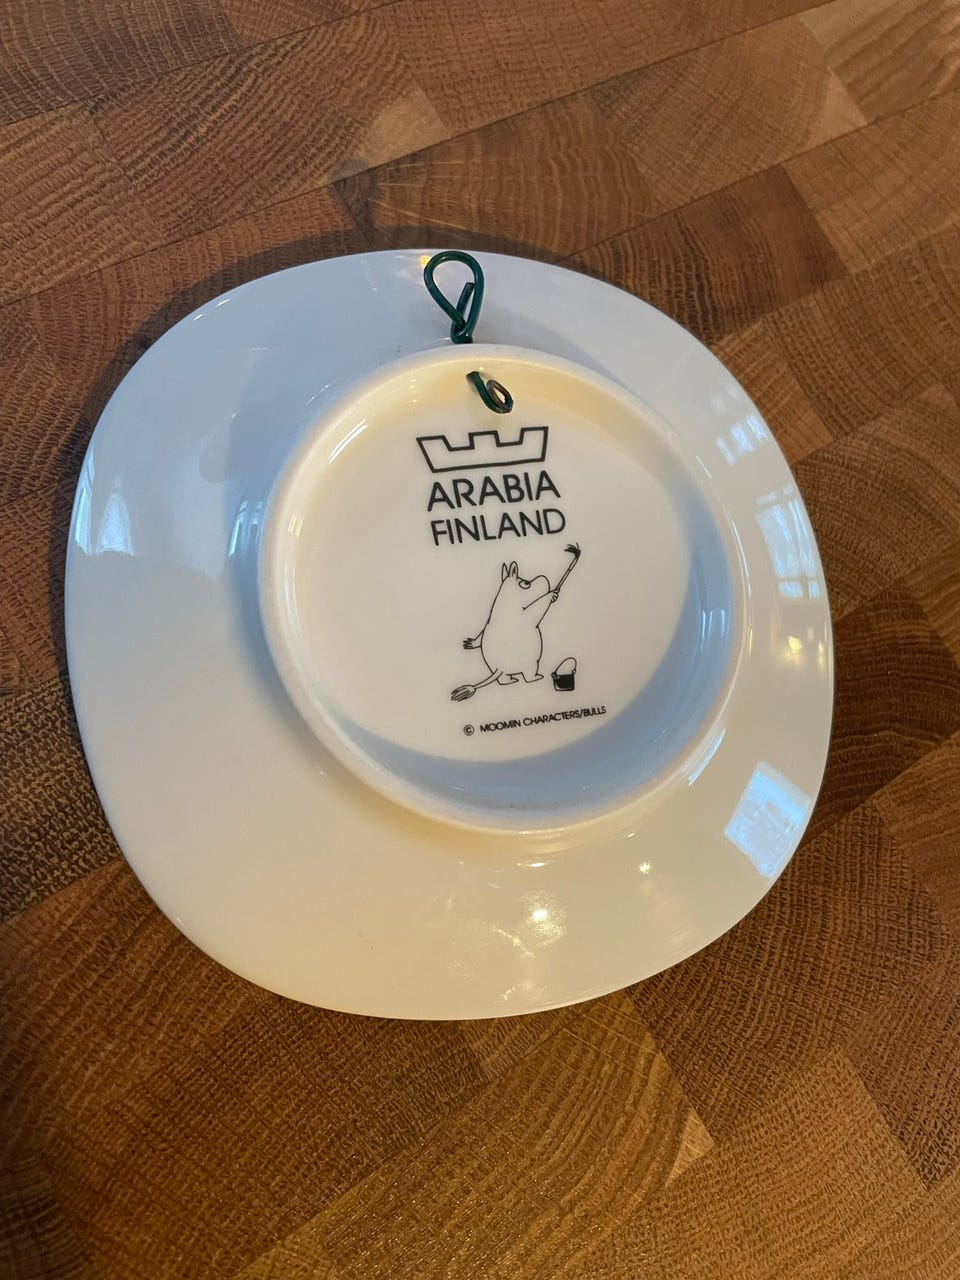 ARABIA
FINLAND
© MOOMIN CHARACTERS/BULLS